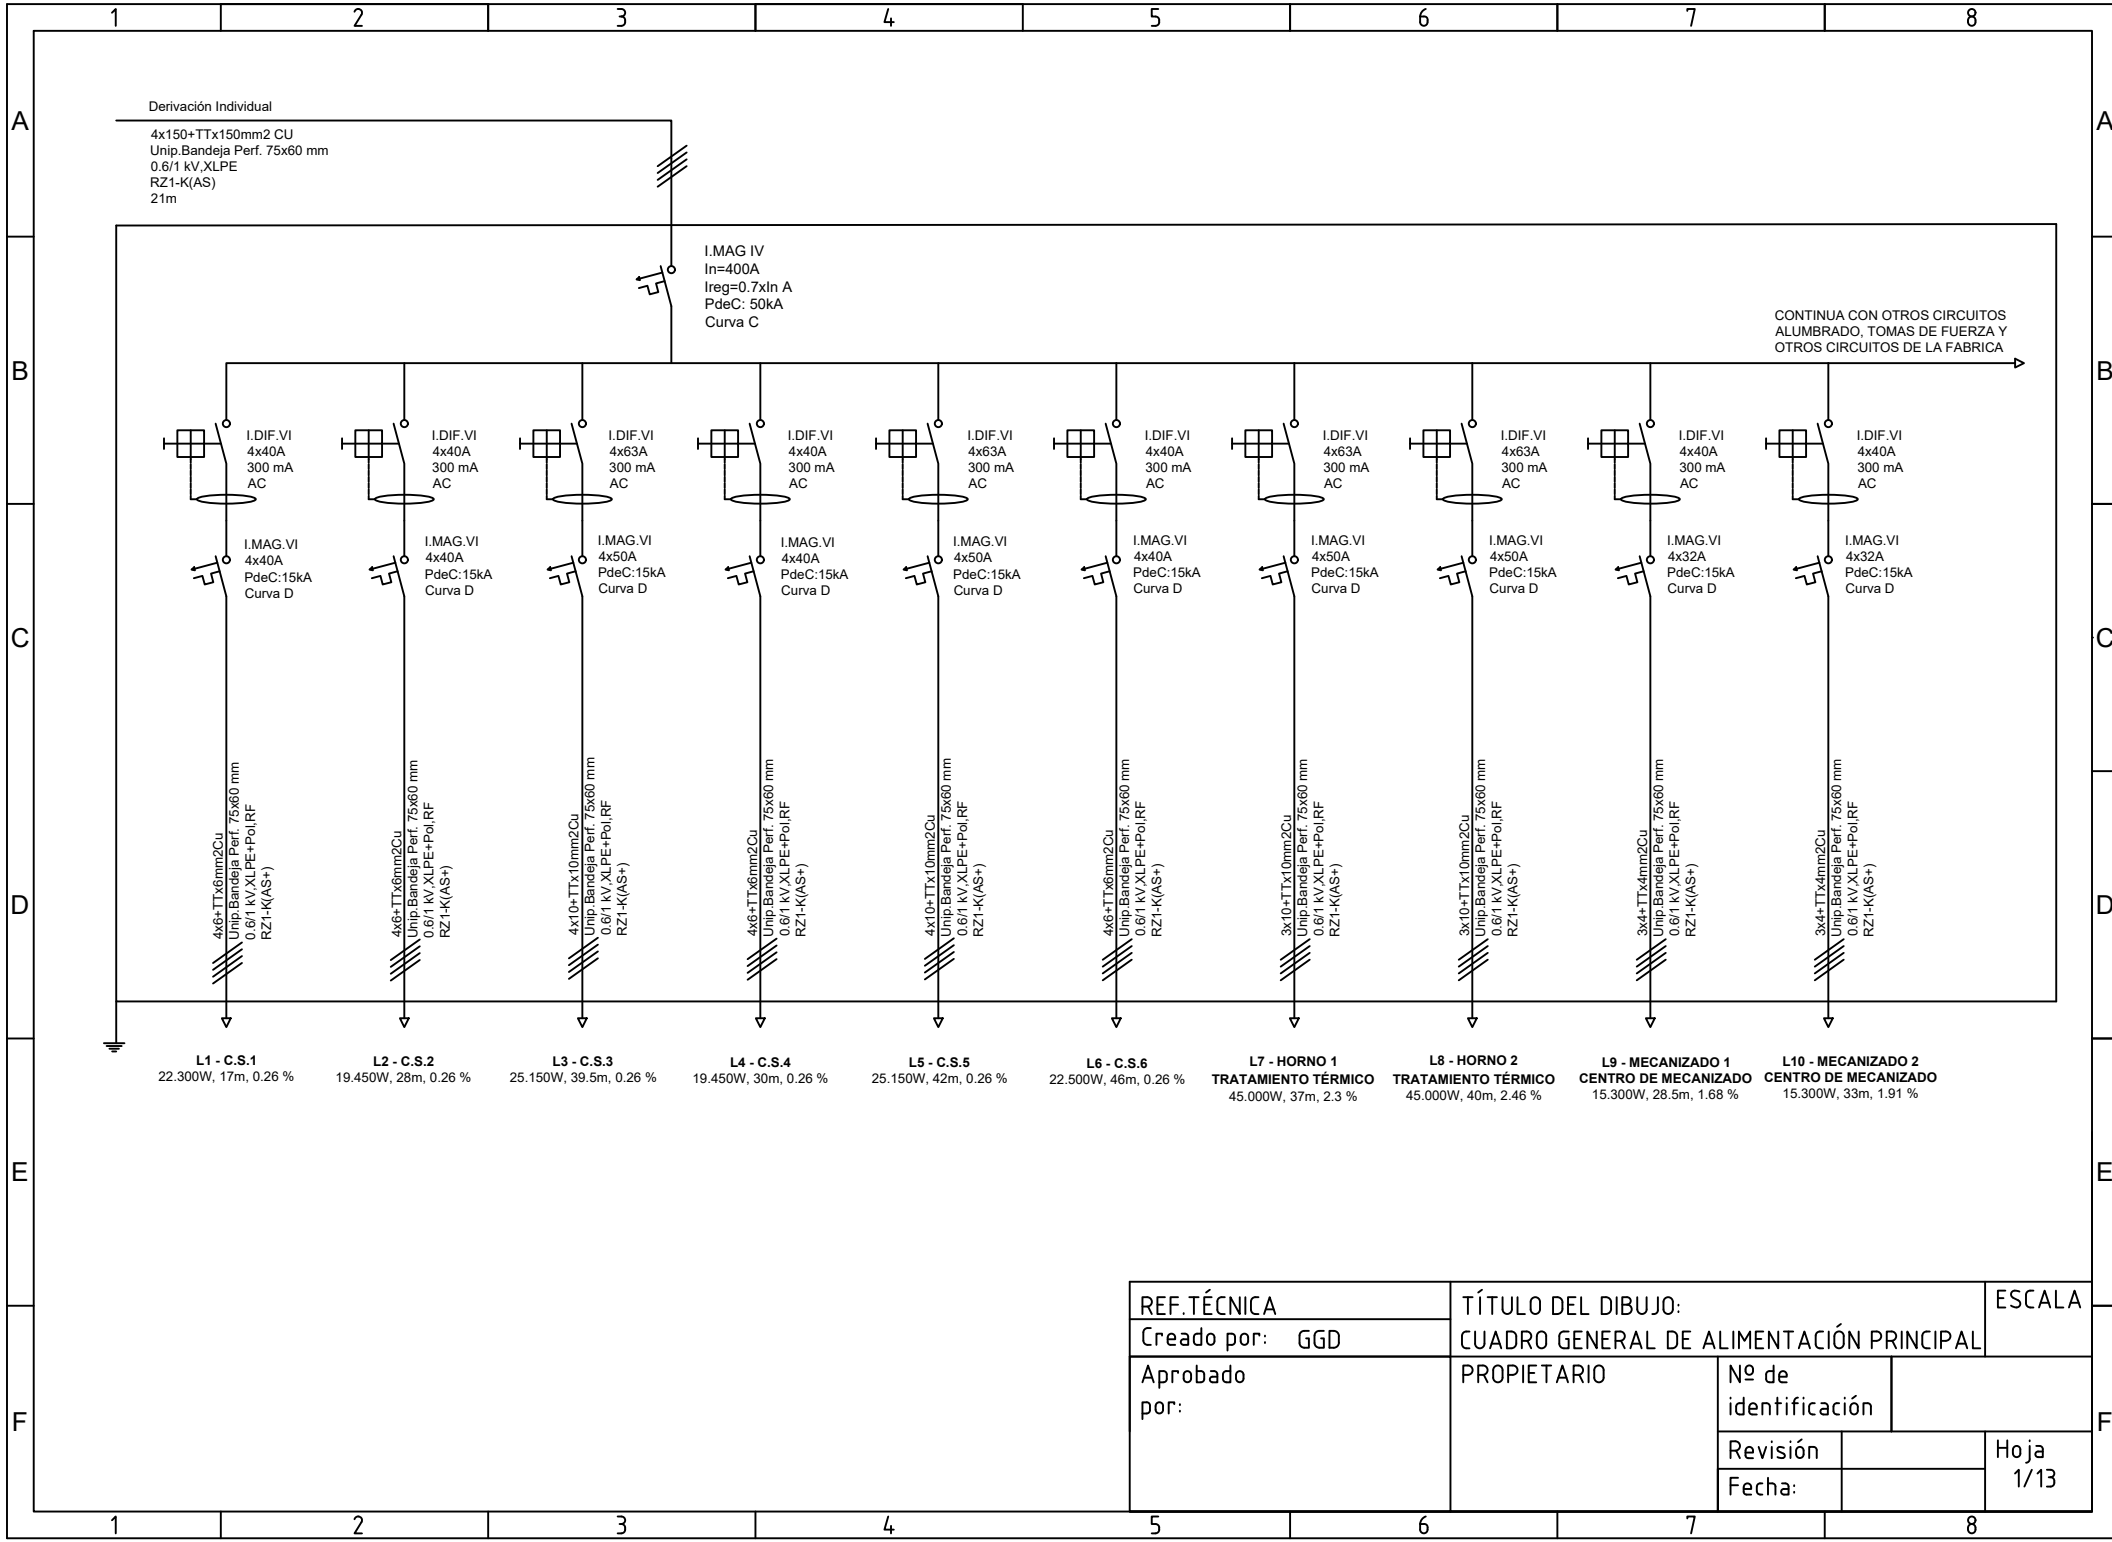 1 2 3 4 5 6 7 8
A A
Derivación Individual
4x150+TTx150mm2 CU
Unip.Bandeja Perf. 75x60 mm
0.6/1 kV,XLPE
RZ1-K(AS)
21m
I.MAG IV
In=400A
Ireg=0.7xIn A
PdeC: 50kA
Curva C
CONTINUA CON OTROS CIRCUITOS
ALUMBRADO, TOMAS DE FUERZA Y
OTROS CIRCUITOS DE LA FABRICA
B B
I.DIF.VI
4x40A
300 mA
AC
I.DIF.VI
4x40A
300 mA
AC
I.DIF.VI
4x63A
300 mA
AC
I.DIF.VI
4x40A
300 mA
AC
I.DIF.VI
4x63A
300 mA
AC
I.DIF.VI
4x40A
300 mA
AC
I.DIF.VI
4x63A
300 mA
AC
I.DIF.VI
4x63A
300 mA
AC
I.DIF.VI
4x40A
300 mA
AC
I.DIF.VI
4x40A
300 mA
AC
I.MAG.VI
4x40A
PdeC:15kA
Curva D
I.MAG.VI
4x40A
PdeC:15kA
Curva D
I.MAG.VI
4x50A
PdeC:15kA
Curva D
I.MAG.VI
4x40A
PdeC:15kA
Curva D
I.MAG.VI
4x50A
PdeC:15kA
Curva D
I.MAG.VI
4x40A
PdeC:15kA
Curva D
I.MAG.VI
4x50A
PdeC:15kA
Curva D
I.MAG.VI
4x50A
PdeC:15kA
Curva D
I.MAG.VI
4x32A
PdeC:15kA
Curva D
I.MAG.VI
4x32A
PdeC:15kA
Curva D
C C
4x6+TTx6mm2Cu
Unip.Bandeja Perf. 75x60 mm
0.6/1 kV,XLPE+Pol,RF
RZ1-K(AS+)
4x6+TTx6mm2Cu
Unip.Bandeja Perf. 75x60 mm
0.6/1 kV,XLPE+Pol,RF
RZ1-K(AS+)
4x10+TTx10mm2Cu
Unip.Bandeja Perf. 75x60 mm
0.6/1 kV,XLPE+Pol,RF
RZ1-K(AS+)
4x6+TTx6mm2Cu
Unip.Bandeja Perf. 75x60 mm
0.6/1 kV,XLPE+Pol,RF
RZ1-K(AS+)
4x10+TTx10mm2Cu
Unip.Bandeja Perf. 75x60 mm
0.6/1 kV,XLPE+Pol,RF
RZ1-K(AS+)
4x6+TTx6mm2Cu
Unip.Bandeja Perf. 75x60 mm
0.6/1 kV,XLPE+Pol,RF
RZ1-K(AS+)
3x10+TTx10mm2Cu
Unip.Bandeja Perf. 75x60 mm
0.6/1 kV,XLPE+Pol,RF
RZ1-K(AS+)
3x10+TTx10mm2Cu
Unip.Bandeja Perf. 75x60 mm
0.6/1 kV,XLPE+Pol,RF
RZ1-K(AS+)
3x4+TTx4mm2Cu
Unip.Bandeja Perf. 75x60 mm
0.6/1 kV,XLPE+Pol,RF
RZ1-K(AS+)
3x4+TTx4mm2Cu
Unip.Bandeja Perf. 75x60 mm
0.6/1 kV,XLPE+Pol,RF
RZ1-K(AS+)
D D
L1 - C.S.1
22.300W, 17m, 0.26 %
L2 - C.S.2
19.450W, 28m, 0.26 %
L3 - C.S.3
25.150W, 39.5m, 0.26 %
L4 - C.S.4
19.450W, 30m, 0.26 %
L5 - C.S.5
25.150W, 42m, 0.26 %
L6 - C.S.6
22.500W, 46m, 0.26 %
L7 - HORNO 1
TRATAMIENTO TÉRMICO
45.000W, 37m, 2.3 %
L8 - HORNO 2
TRATAMIENTO TÉRMICO
45.000W, 40m, 2.46 %
L9 - MECANIZADO 1
CENTRO DE MECANIZADO
15.300W, 28.5m, 1.68 %
L10 - MECANIZADO 2
CENTRO DE MECANIZADO
15.300W, 33m, 1.91 %
E E
REF.TÉCNICA
Creado por: GGD
Aprobado
por:
TÍTULO DEL DIBUJO:
CUADRO GENERAL DE ALIMENTACIÓN PRINCIPAL
ESCALA
PROPIETARIO
Nº de
identificación
Revisión
Fecha:
Hoja
1/13
F F
1 2 3 4 5 6 7 8